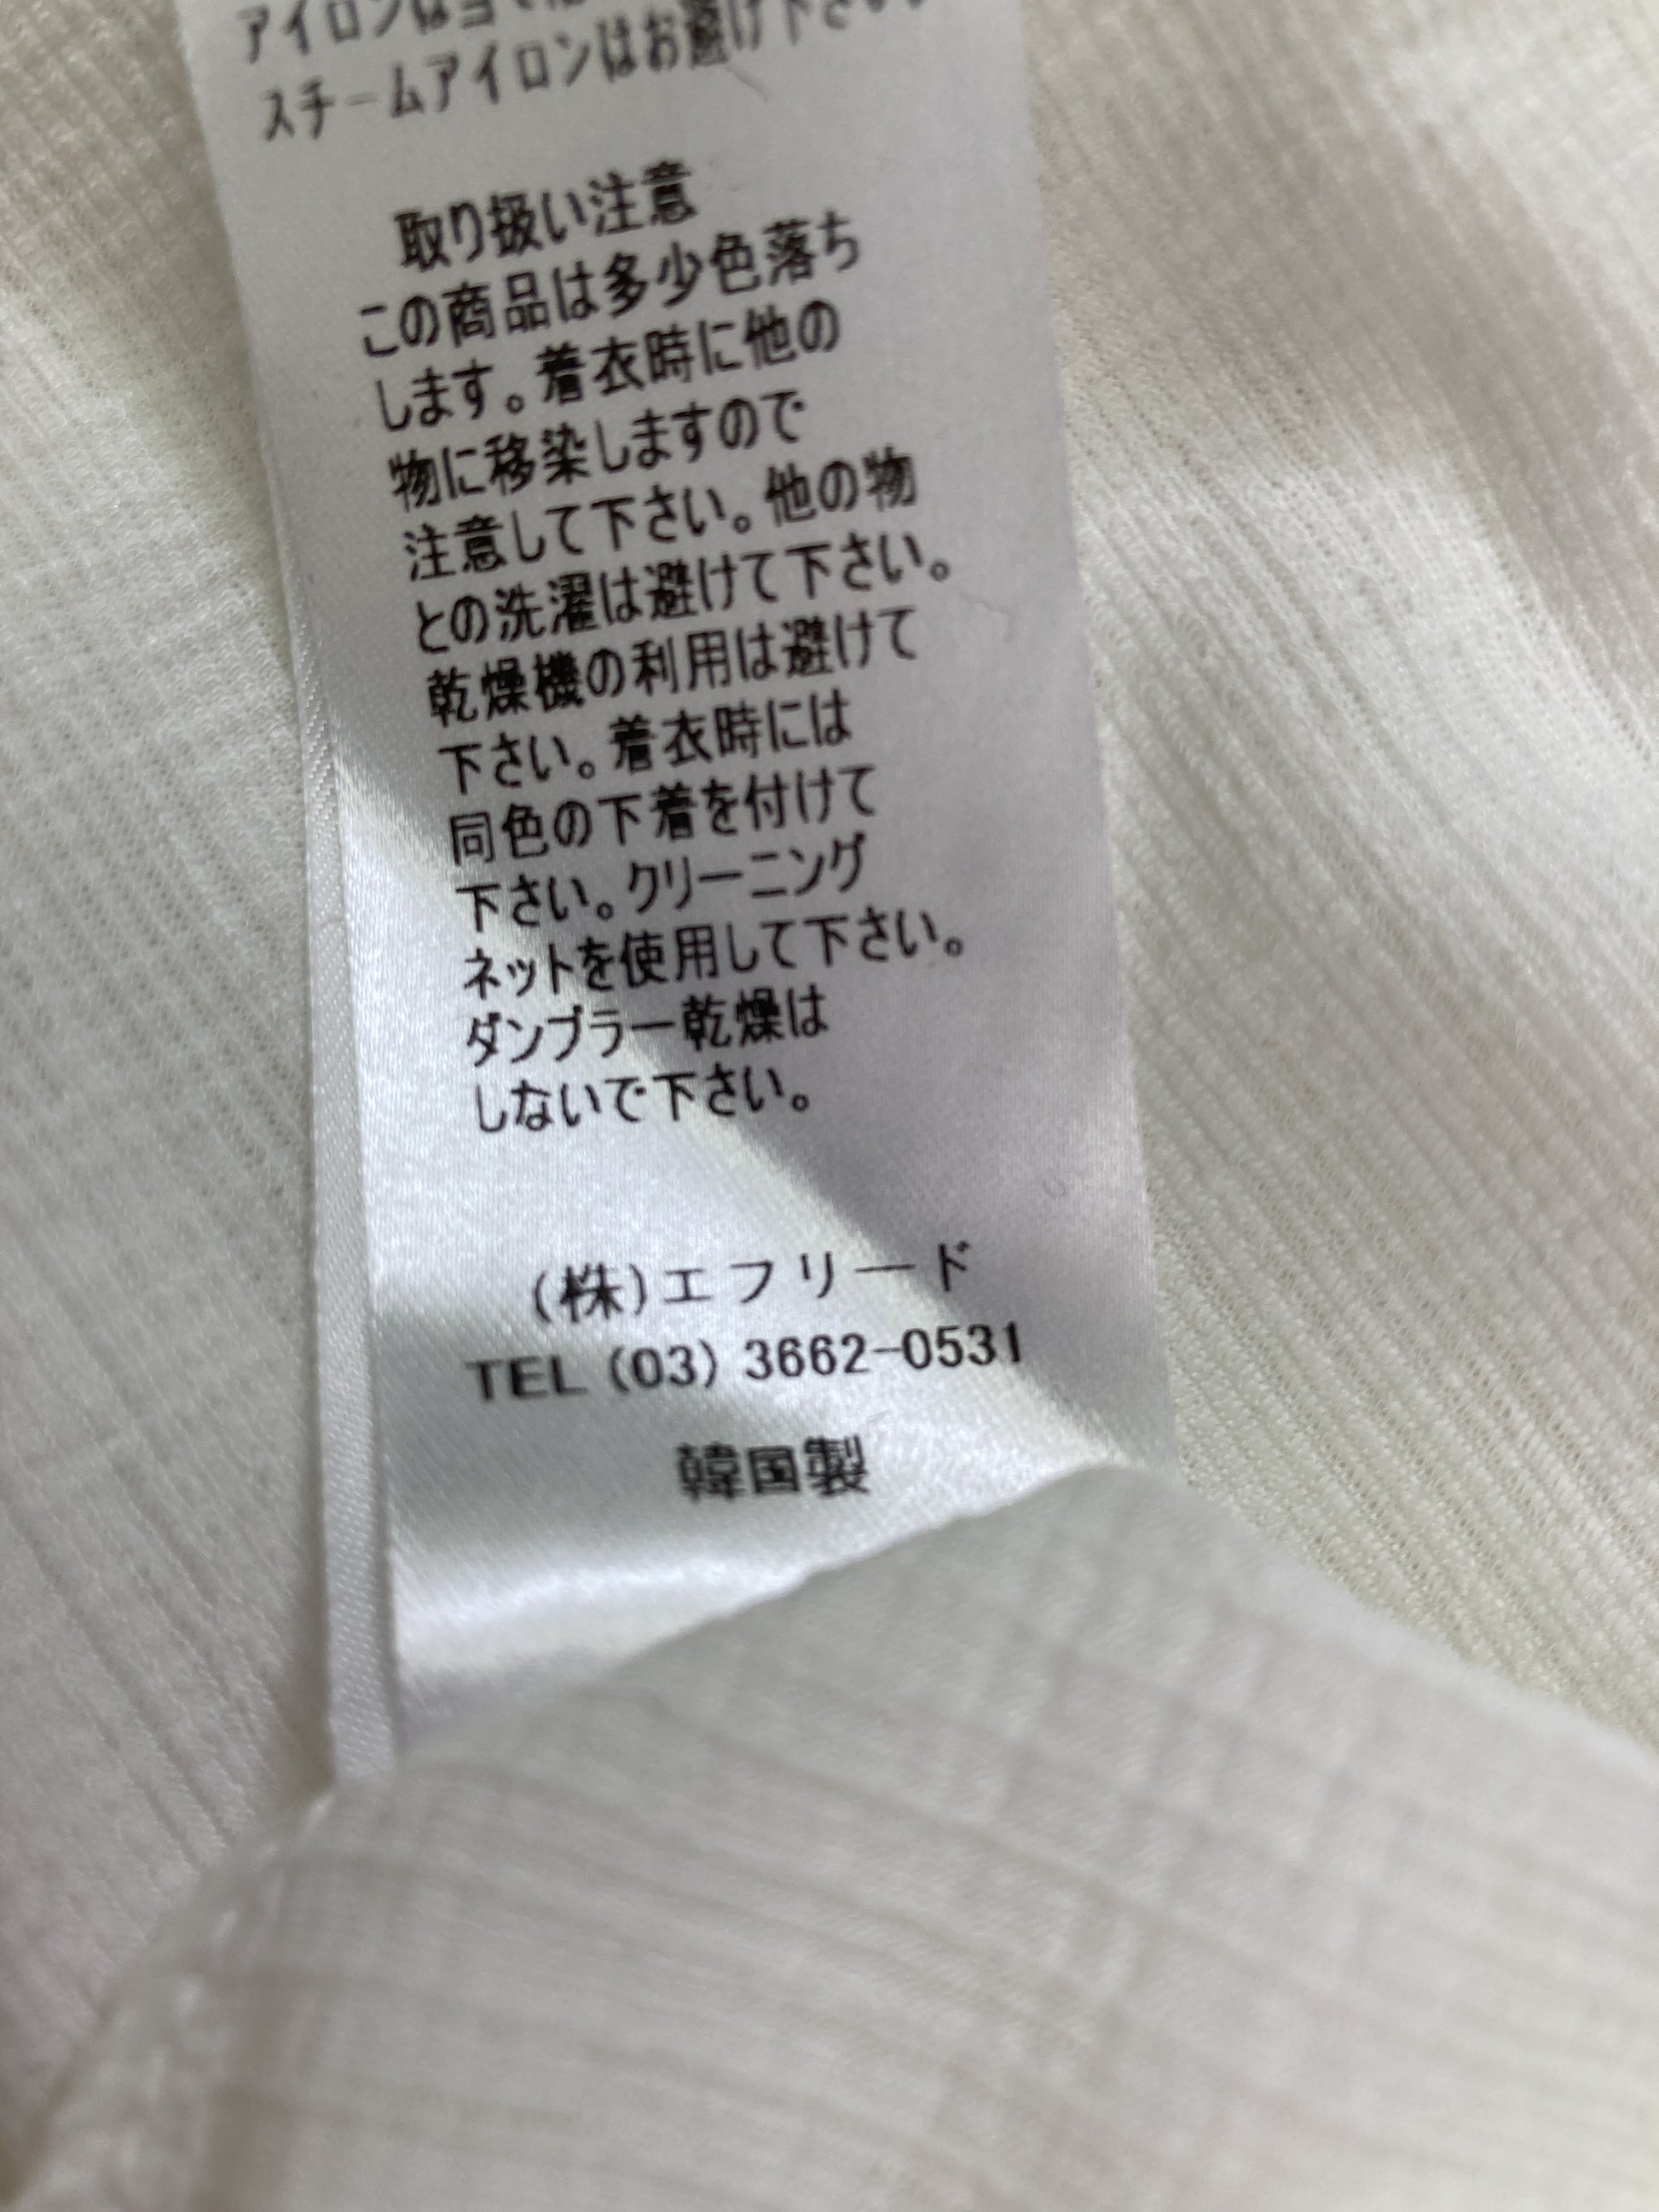 アイロンは当て
スチームアイロンはお避け下さい
取り扱い注意
この商品は多少色落ち
します。着衣時に他の
物に移染しますので
注意して下さい。他の物
との洗濯は避けて下さい。
乾燥機の利用は避けて
下さい。着衣時には
同色の下着を付けて
下さい。クリーニング
ネットを使用して下さい。
ダンブラー乾燥は
しないで下さい。
(株)エフリード
TEL (03) 3662-0531
韓国製